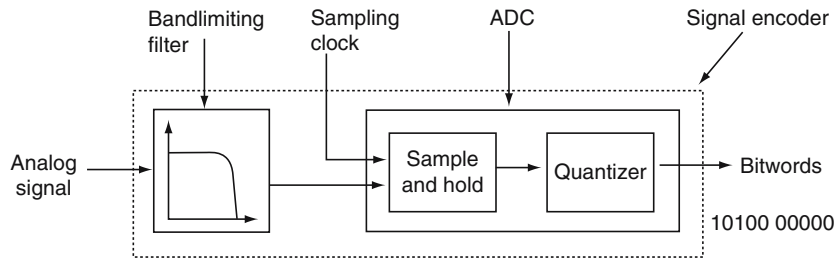 Bandlimiting
filter
Sampling
clock
ADC
Signal encoder
Analog
signal
Sample
and hold
Quantizer
Bitwords
10100 00000